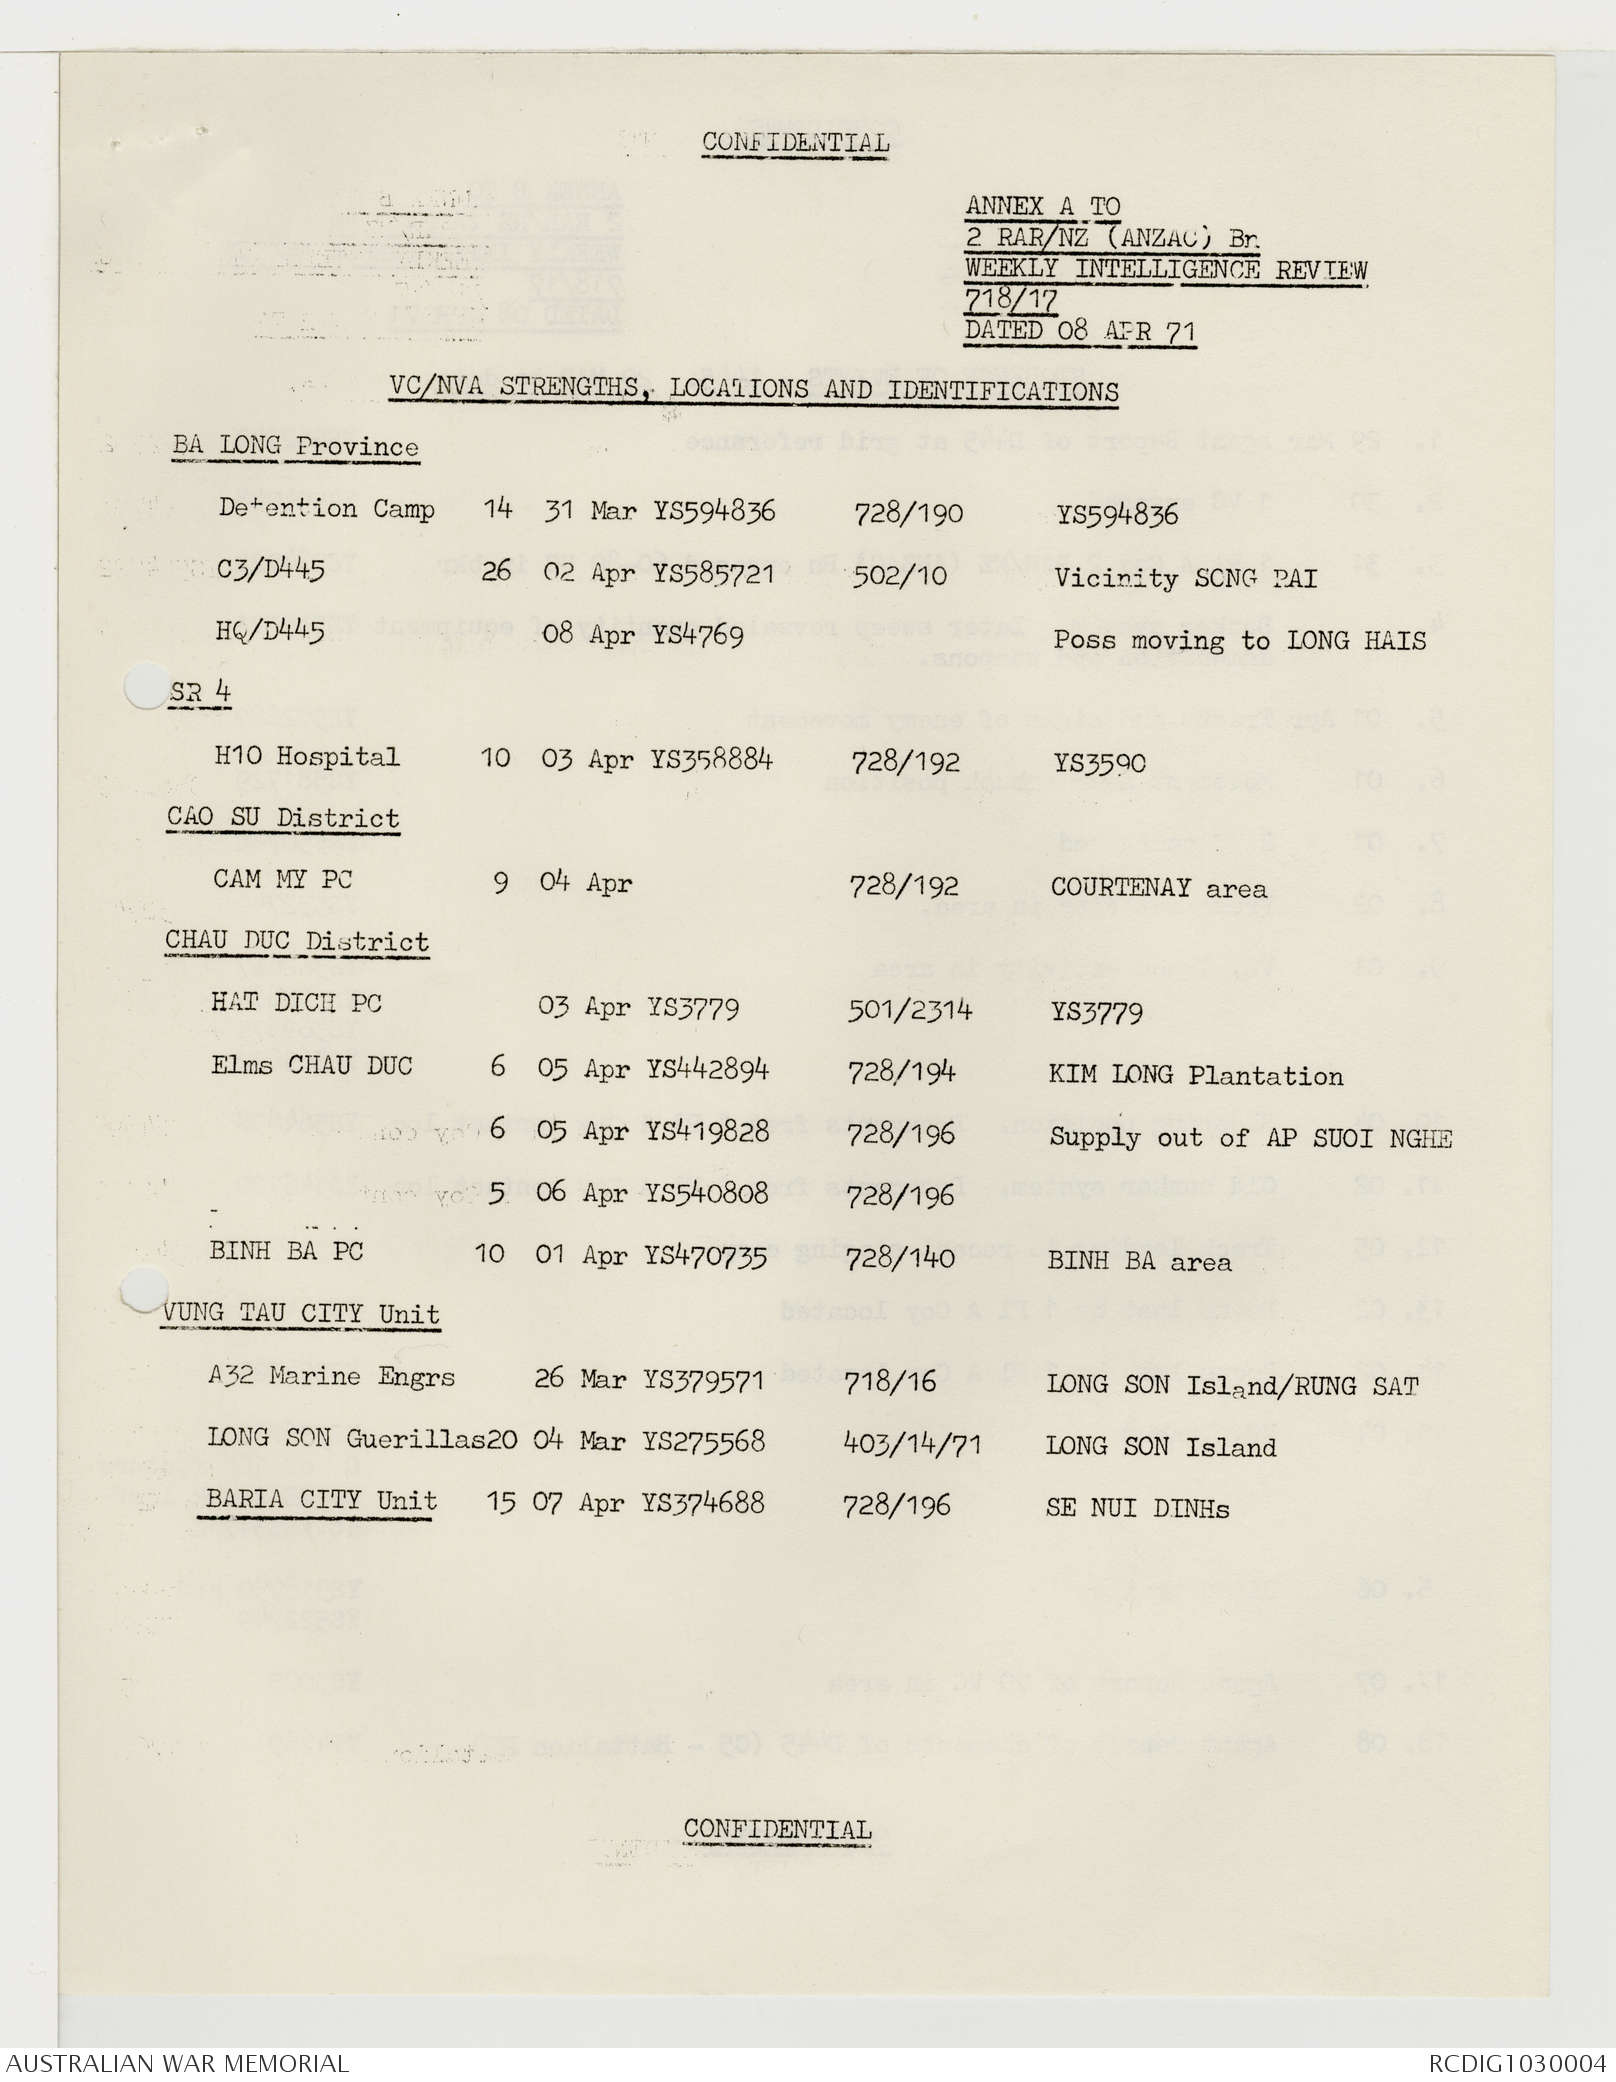 CONFIDENTIAL
ANNEX A TO
2 RAR/NZ (ANZAC) Bn
WEEKLY INTELLIGENCE REVIEW
718/17
DATED 08 APR 71
VC/NVA STRENGTHS, LOCATIONS AND IDENTIFICATIONS
BA LONG Province
Detention Camp 14 31 Mar YS594836 728/190 YS594836
C3/D445 26 02 Apr YS585721 502/10 Vicinity SONG RAI
HQ/D445 08 Apr YS4769 Poss moving to LONG HAIS
SR 4
H10 Hospital 10 03 Apr YS358884 728/192 YS3590
CAO SU District
CAM MY PC 9 04 Apr 728/192 COURTENAY area
CHAU DUC District
HAT DICH PC 03 Apr YS3779 501/2314 YS3779
Elms CHAU DUC 6 05 Apr YS442894 728/194 KIM LONG Plantation
6 05 Apr YS419828 728/196 Supply out of AP SUOI NGHE
5 06 Apr YS540808 728/196
BINH BA PC 10 01 Apr YS470735 728/140 BINH BA area
VUNG TAU CITY Unit
A32 Marine Engrs 26 Mar YS379571 718/16 LONG SON Island/RUNG SAT
LONG SON Guerillas20 04 Mar YS275568 403/14/71 LONG SON Island
BARIA CITY Unit 15 07 Apr YS374688 728/196 SE NUI DINHs
CONFIDENTIAL
AUSTRALIAN WAR MEMORIAL RCDIG1030004